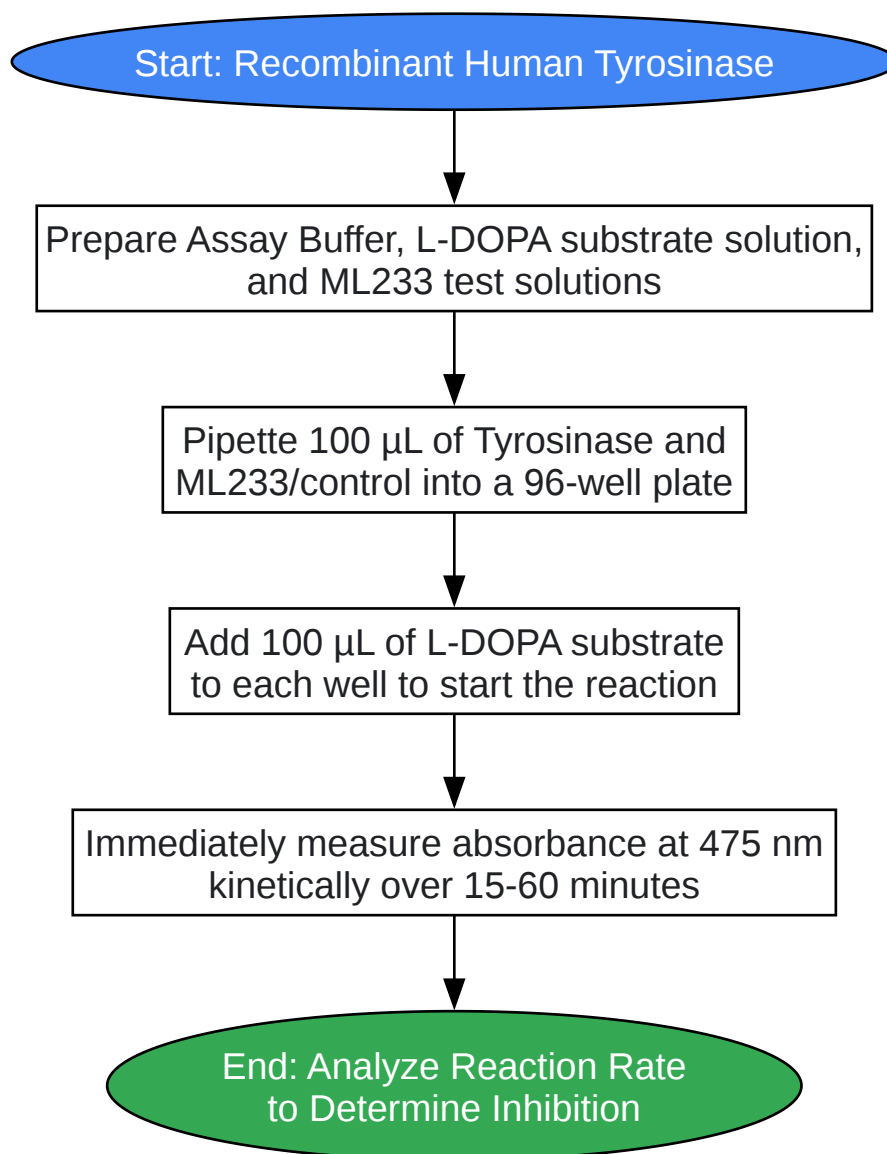 Start: Recombinant Human Tyrosinase
Prepare Assay Buffer, L-DOPA substrate solution,
and ML233 test solutions
Pipette 100 µL of Tyrosinase and
ML233/control into a 96-well plate
Add 100 µL of L-DOPA substrate
to each well to start the reaction
Immediately measure absorbance at 475 nm
kinetically over 15-60 minutes
End: Analyze Reaction Rate
to Determine Inhibition